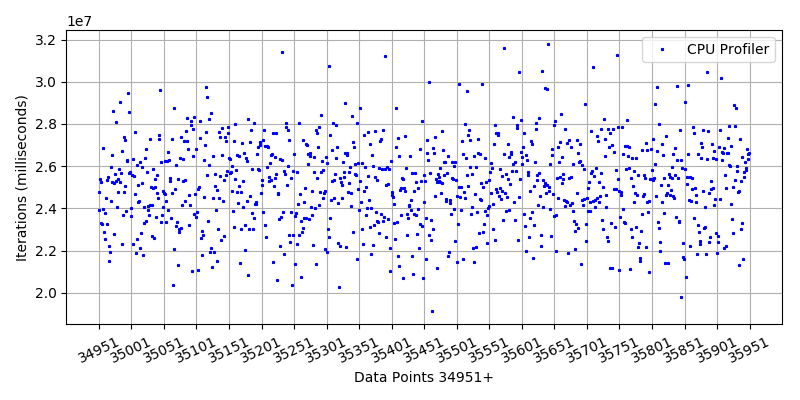 1e7
CPU Profiler
3.2
3.0
2.8
2.6
2.4
2.2
2.0
Iterations (milliseconds)
34951 35001 35051 35101 35151 35201 35251 35301 35351 35401 35451 35501 35551 35601 35651 35701 35751 35801 35851 35901 35951
Data Points 34951+